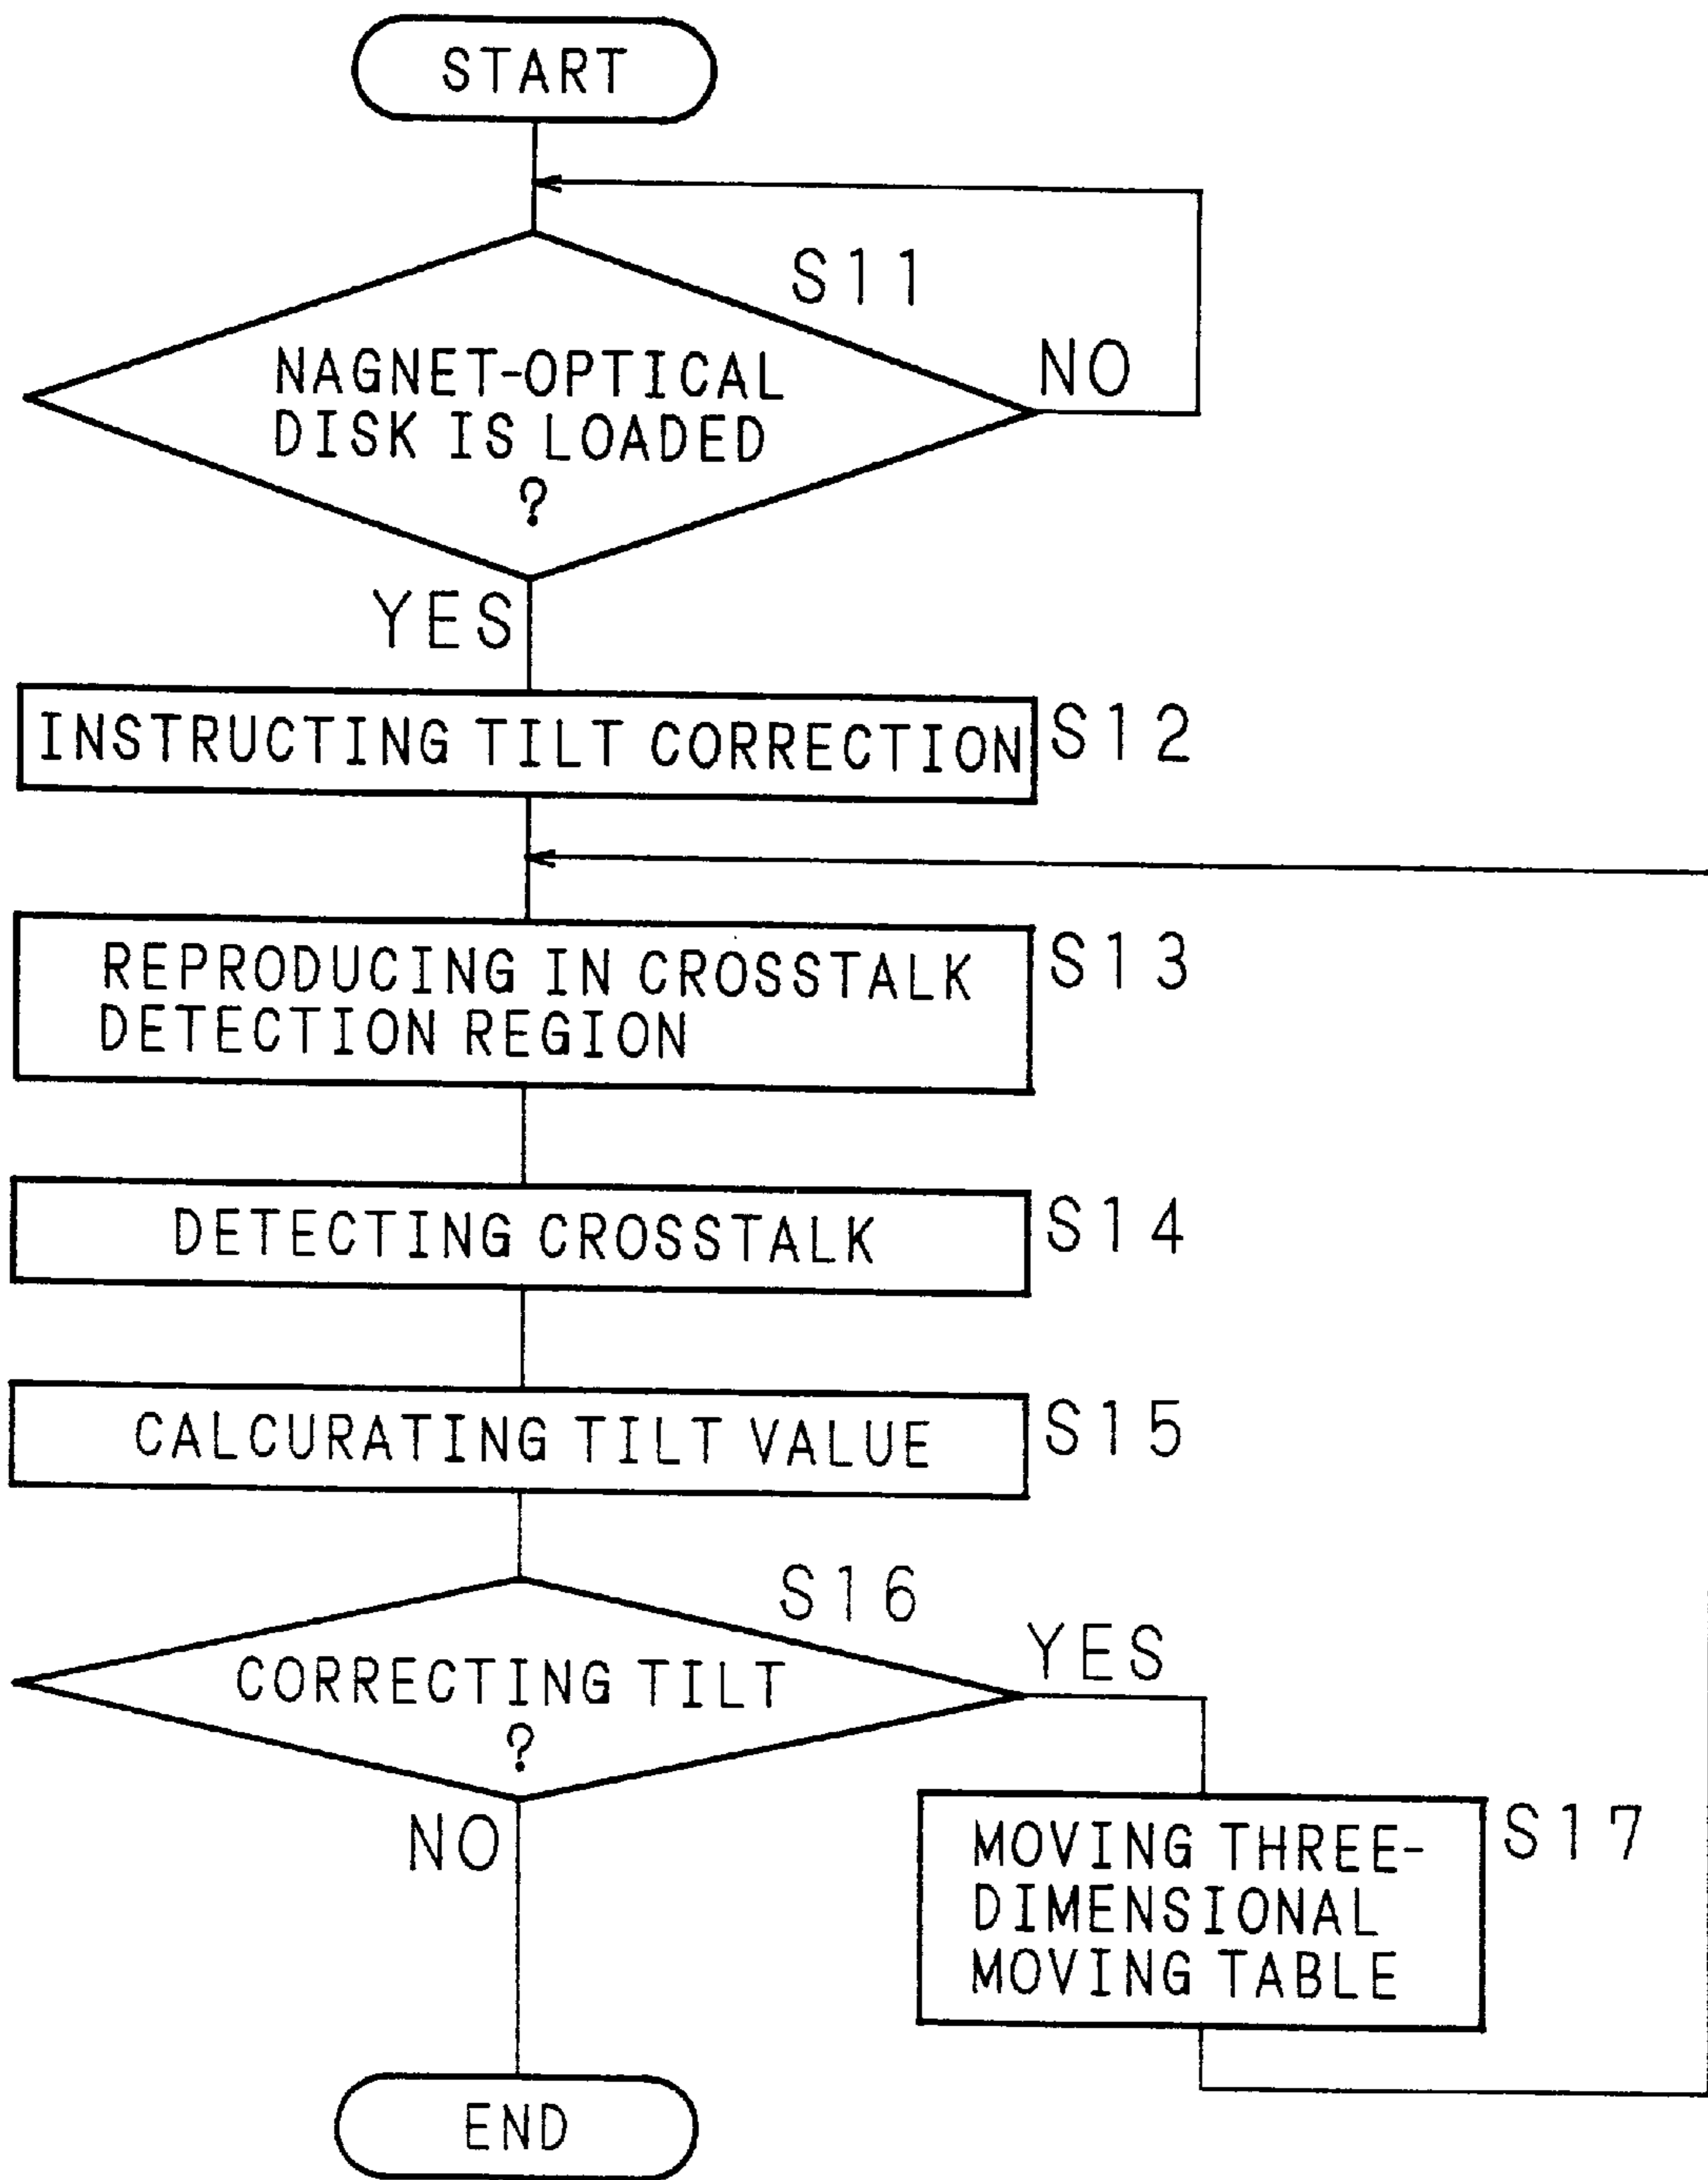 START
S11
NAGNET-OPTICAL
DISK IS LOADED
?
NO
YES
INSTRUCTING TILT CORRECTION
S12
REPRODUCING IN CROSSTALK
DETECTION REGION
S13
DETECTING CROSSTALK
S14
CALCURATING TILT VALUE
S15
S16
CORRECTING TILT
?
YES
NO
MOVING THREE-
DIMENSIONAL
MOVING TABLE
S17
END